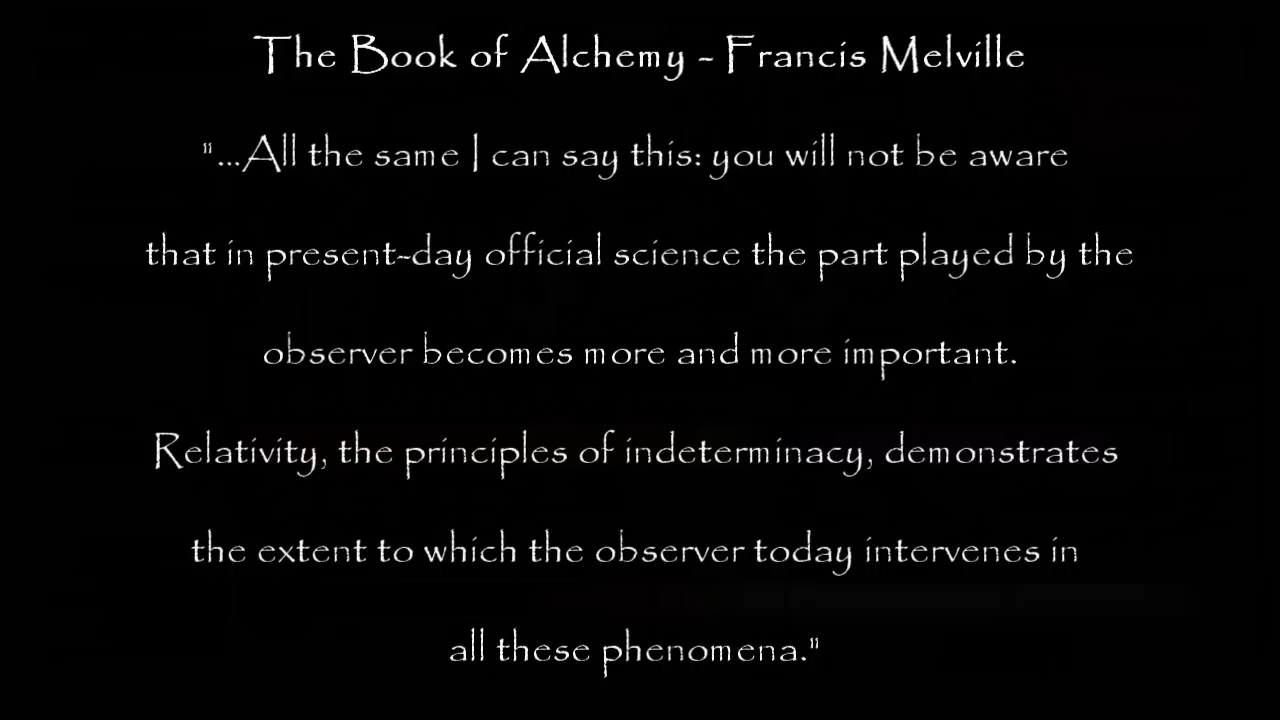 The Book of Alchemy - Francis Melville
"...All the same I can say this: you will not be aware
that in present-day official science the part played by the
observer becomes more and more important.
Relativity, the principles of indeterminacy, demonstrates
the extent to which the observer today intervenes in
all these phenomena."